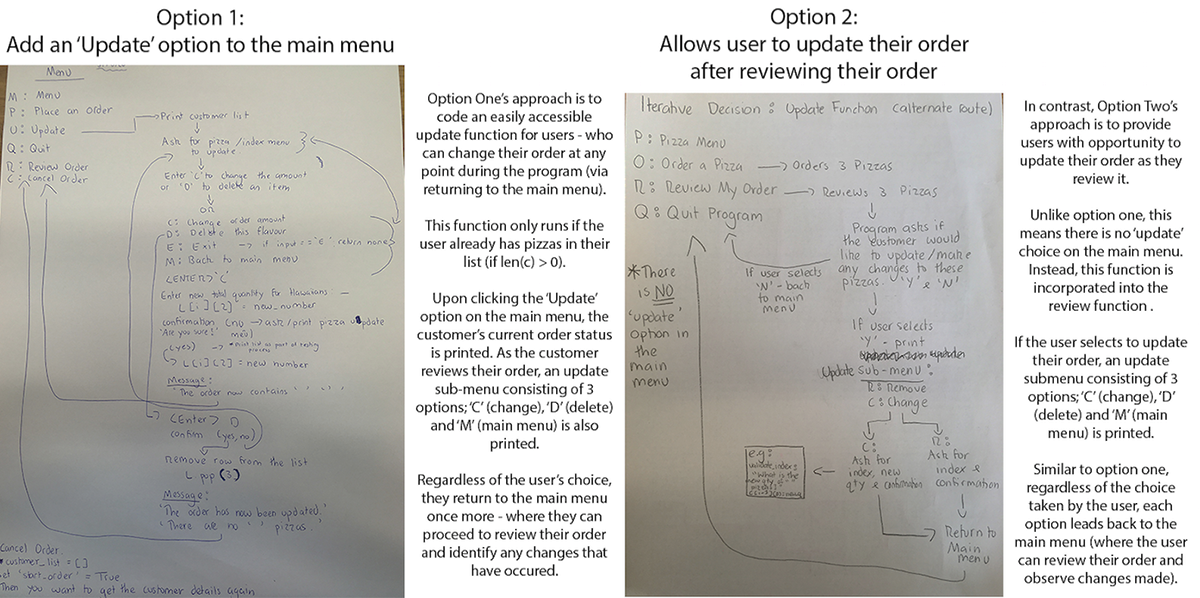 Option 1:
Add an ‘Update’ option to the main menu
Menu
M : Menu
P : Place an order
U : Update
Q : Quit
R : Review Order
C : Cancel Order
Print customer list
Ask for pizza /index menu
to update
Enter 'C' to change the amount
or 'D' to delete an item
or
C : Change order amount
D : Delete this flavour
E : Exit → if input == 'E' return none
M : Back to main menu
<ENTER> 'C'
Enter new total quantity for Hawaiians
L[i][2] = new_number
confirmation (no → ask/print pizza update
'Are you sure?' menu)
(yes) → * Print list as part of testing
process
L[i][2] = new number
Message:
'The order now contains
<Enter> D
confirm (yes, no)
remove row from the list
L pop (3)
Message:
'The order has now been updated.'
'There are no ' ' pizzas.'
Cancel Order.
customer_list = []
set 'start_order' = True
Then you want to get the customer details again
Option One’s approach is to
code an easily accessible
update function for users - who
can change their order at any
point during the program (via
returning to the main menu).
This function only runs if the
user already has pizzas in their
list (if len(c) > 0).
Upon clicking the ‘Update’
option on the main menu, the
customer’s current order status
is printed. As the customer
reviews their order, an update
sub-menu consisting of 3
options; ‘C’ (change), ‘D’ (delete)
and ‘M’ (main menu) is also
printed.
Regardless of the user’s choice,
they return to the main menu
once more - where they can
proceed to review their order
and identify any changes that
have occured.
Option 2:
Allows user to update their order
after reviewing their order
Iterative Decision : Update Function (alternate route)
P : Pizza Menu
O : Order a Pizza → Orders 3 Pizzas
R : Review My Order → Reviews 3 Pizzas
Q : Quit Program
Program asks if
the customer would
like to update/make
any changes to these
pizzas. 'Y' & 'N'
If user selects
'N' - back
to main
menu
*There
is NO
'update'
option in
the
main
menu
If user selects
'Y' - print
Update sub-menu :
R : Remove
C : Change
C:
Ask for
index, new
qty & confirmation
R:
Ask for
index &
confirmation
e.g:
update_index:
"What is the
new qty
Return to
Main
menu
In contrast, Option Two’s
approach is to provide
users with opportunity to
update their order as they
review it.
Unlike option one, this
means there is no ‘update’
choice on the main menu.
Instead, this function is
incorporated into the
review function .
If the user selects to update
their order, an update
submenu consisting of 3
options; ‘C’ (change), ‘D’
(delete) and ‘M’ (main
menu) is printed.
Similar to option one,
regardless of the choice
taken by the user, each
option leads back to the
main menu (where the user
can review their order and
observe changes made).